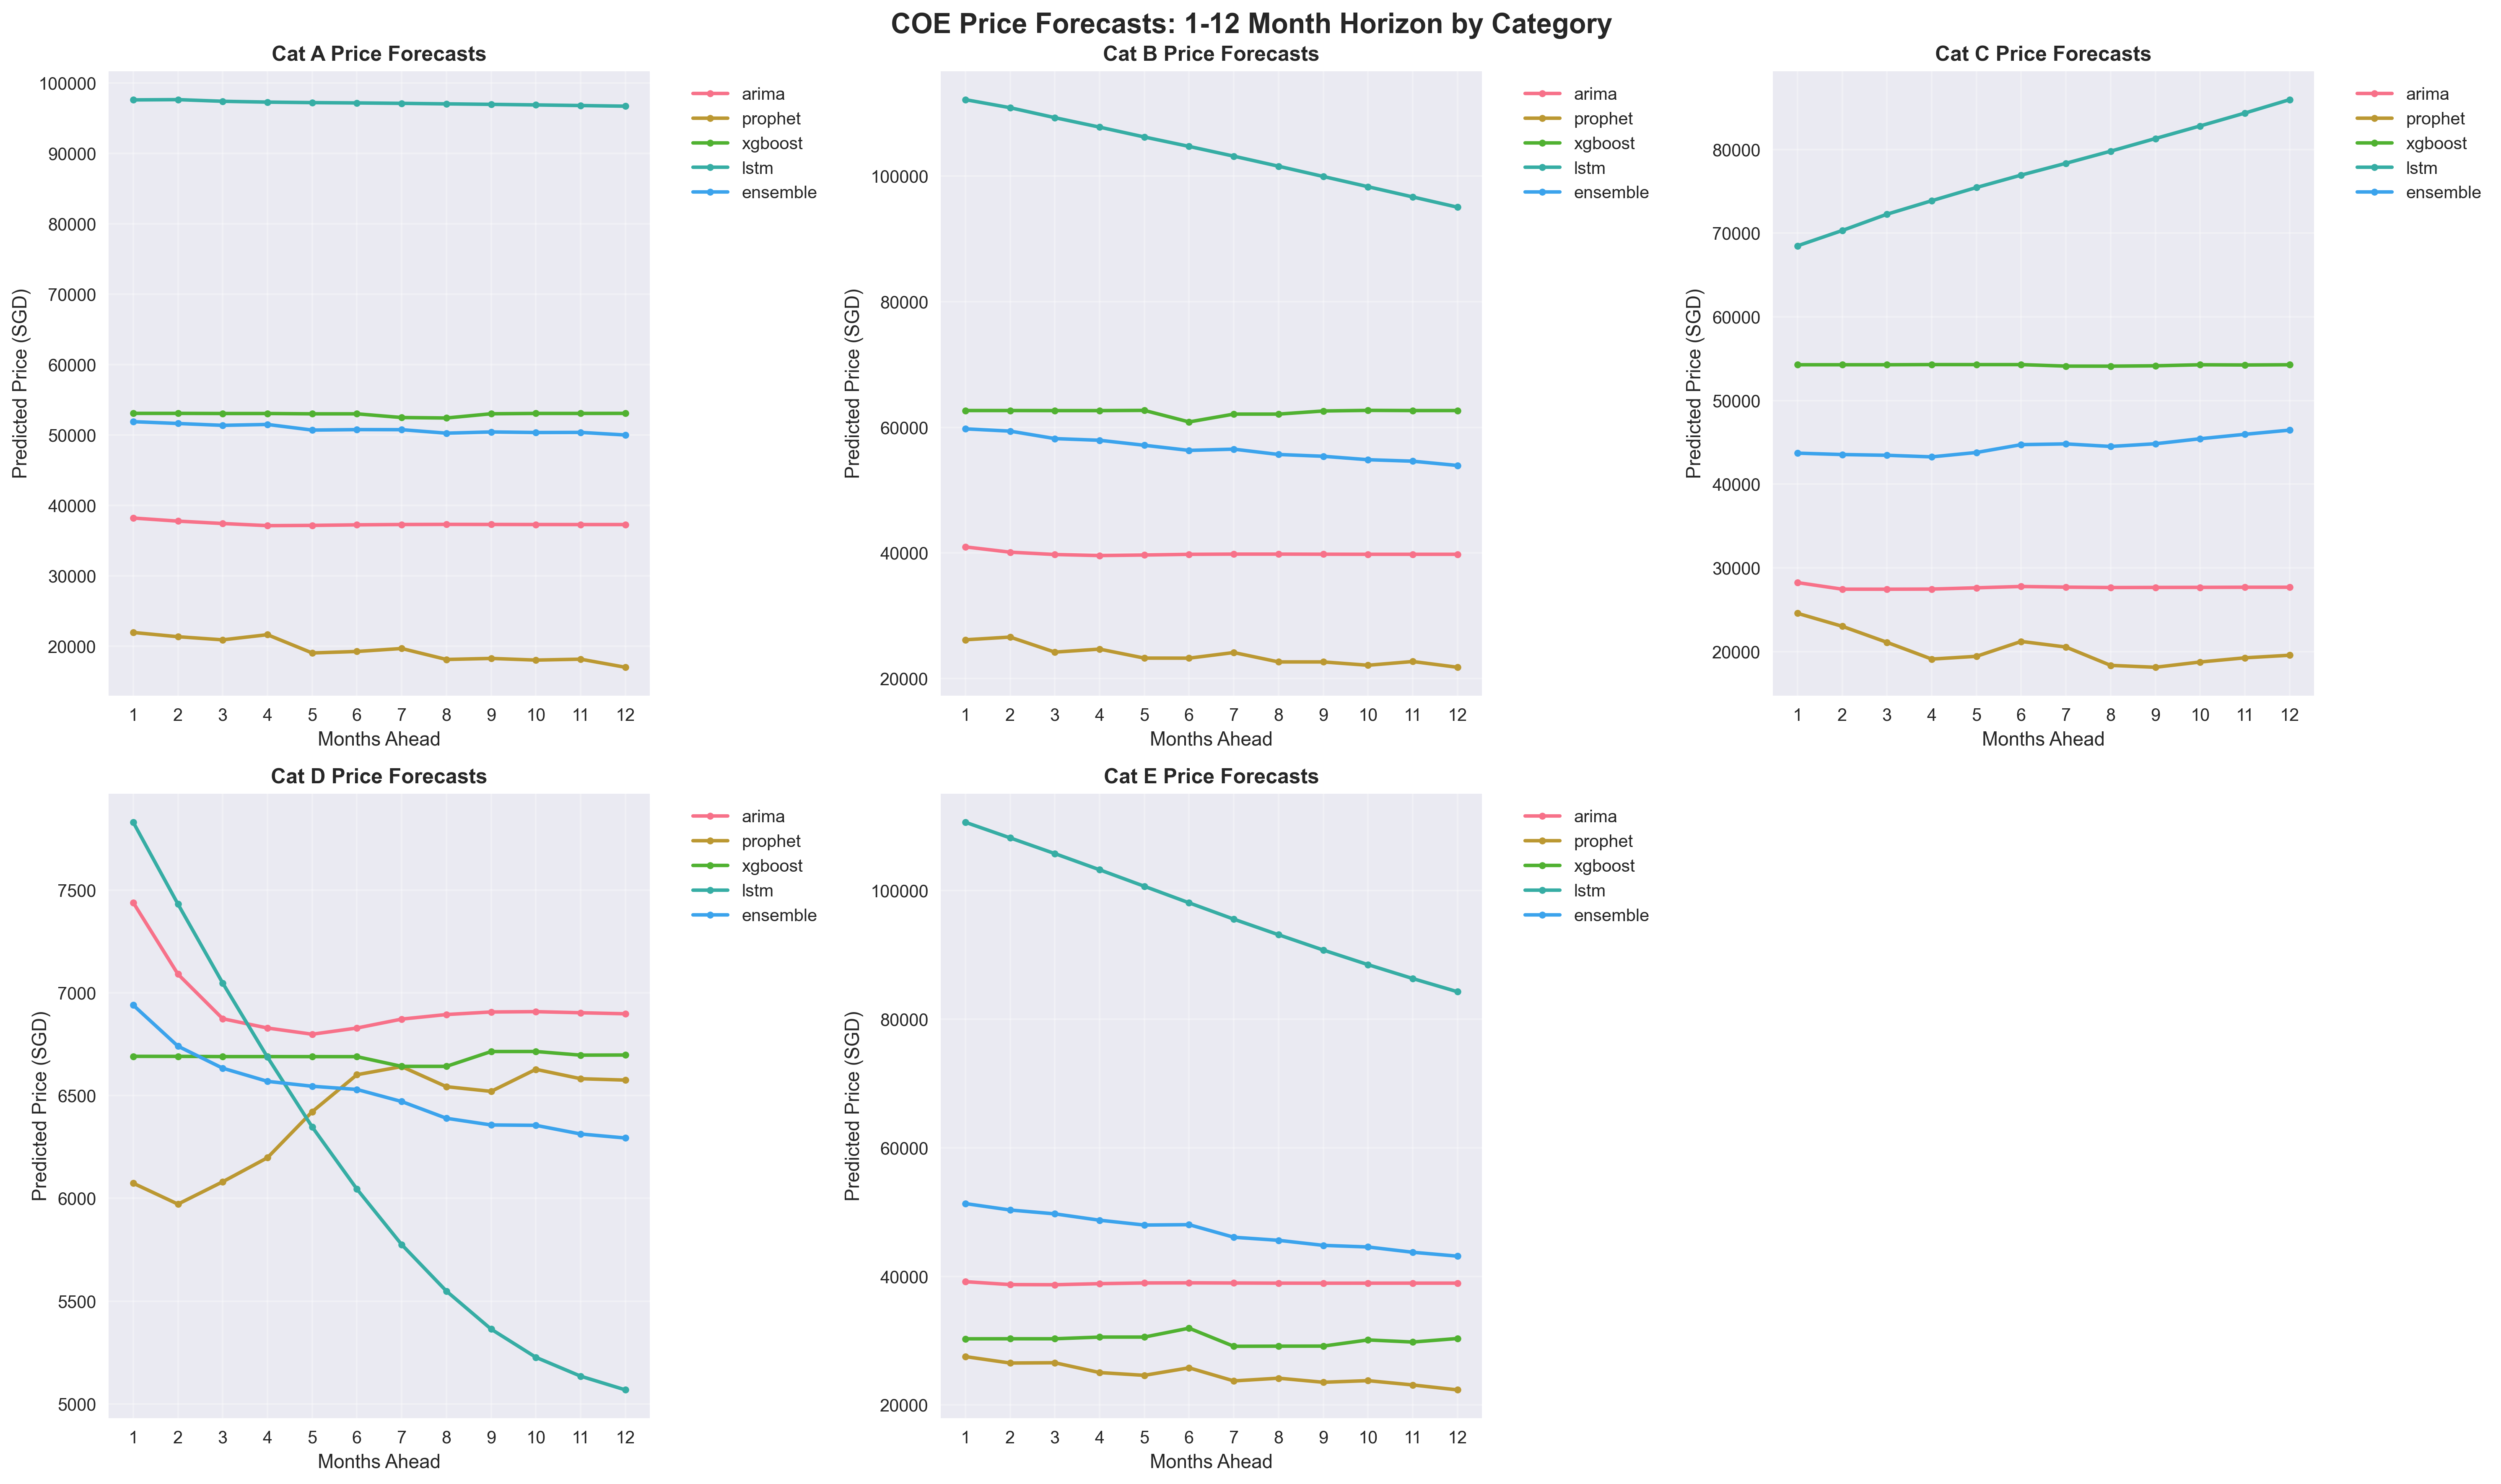 COE Price Forecasts: 1-12 Month Horizon by Category
Cat A Price Forecasts
100000
90000
80000
70000
60000
50000
40000
30000
20000
Predicted Price (SGD)
1 2 3 4 5 6 7 8 9 10 11 12
Months Ahead
arima
prophet
xgboost
lstm
ensemble
Cat B Price Forecasts
100000
80000
60000
40000
20000
Predicted Price (SGD)
1 2 3 4 5 6 7 8 9 10 11 12
Months Ahead
arima
prophet
xgboost
lstm
ensemble
Cat C Price Forecasts
80000
70000
60000
50000
40000
30000
20000
Predicted Price (SGD)
1 2 3 4 5 6 7 8 9 10 11 12
Months Ahead
arima
prophet
xgboost
lstm
ensemble
Cat D Price Forecasts
7500
7000
6500
6000
5500
5000
Predicted Price (SGD)
1 2 3 4 5 6 7 8 9 10 11 12
Months Ahead
arima
prophet
xgboost
lstm
ensemble
Cat E Price Forecasts
100000
80000
60000
40000
20000
Predicted Price (SGD)
1 2 3 4 5 6 7 8 9 10 11 12
Months Ahead
arima
prophet
xgboost
lstm
ensemble